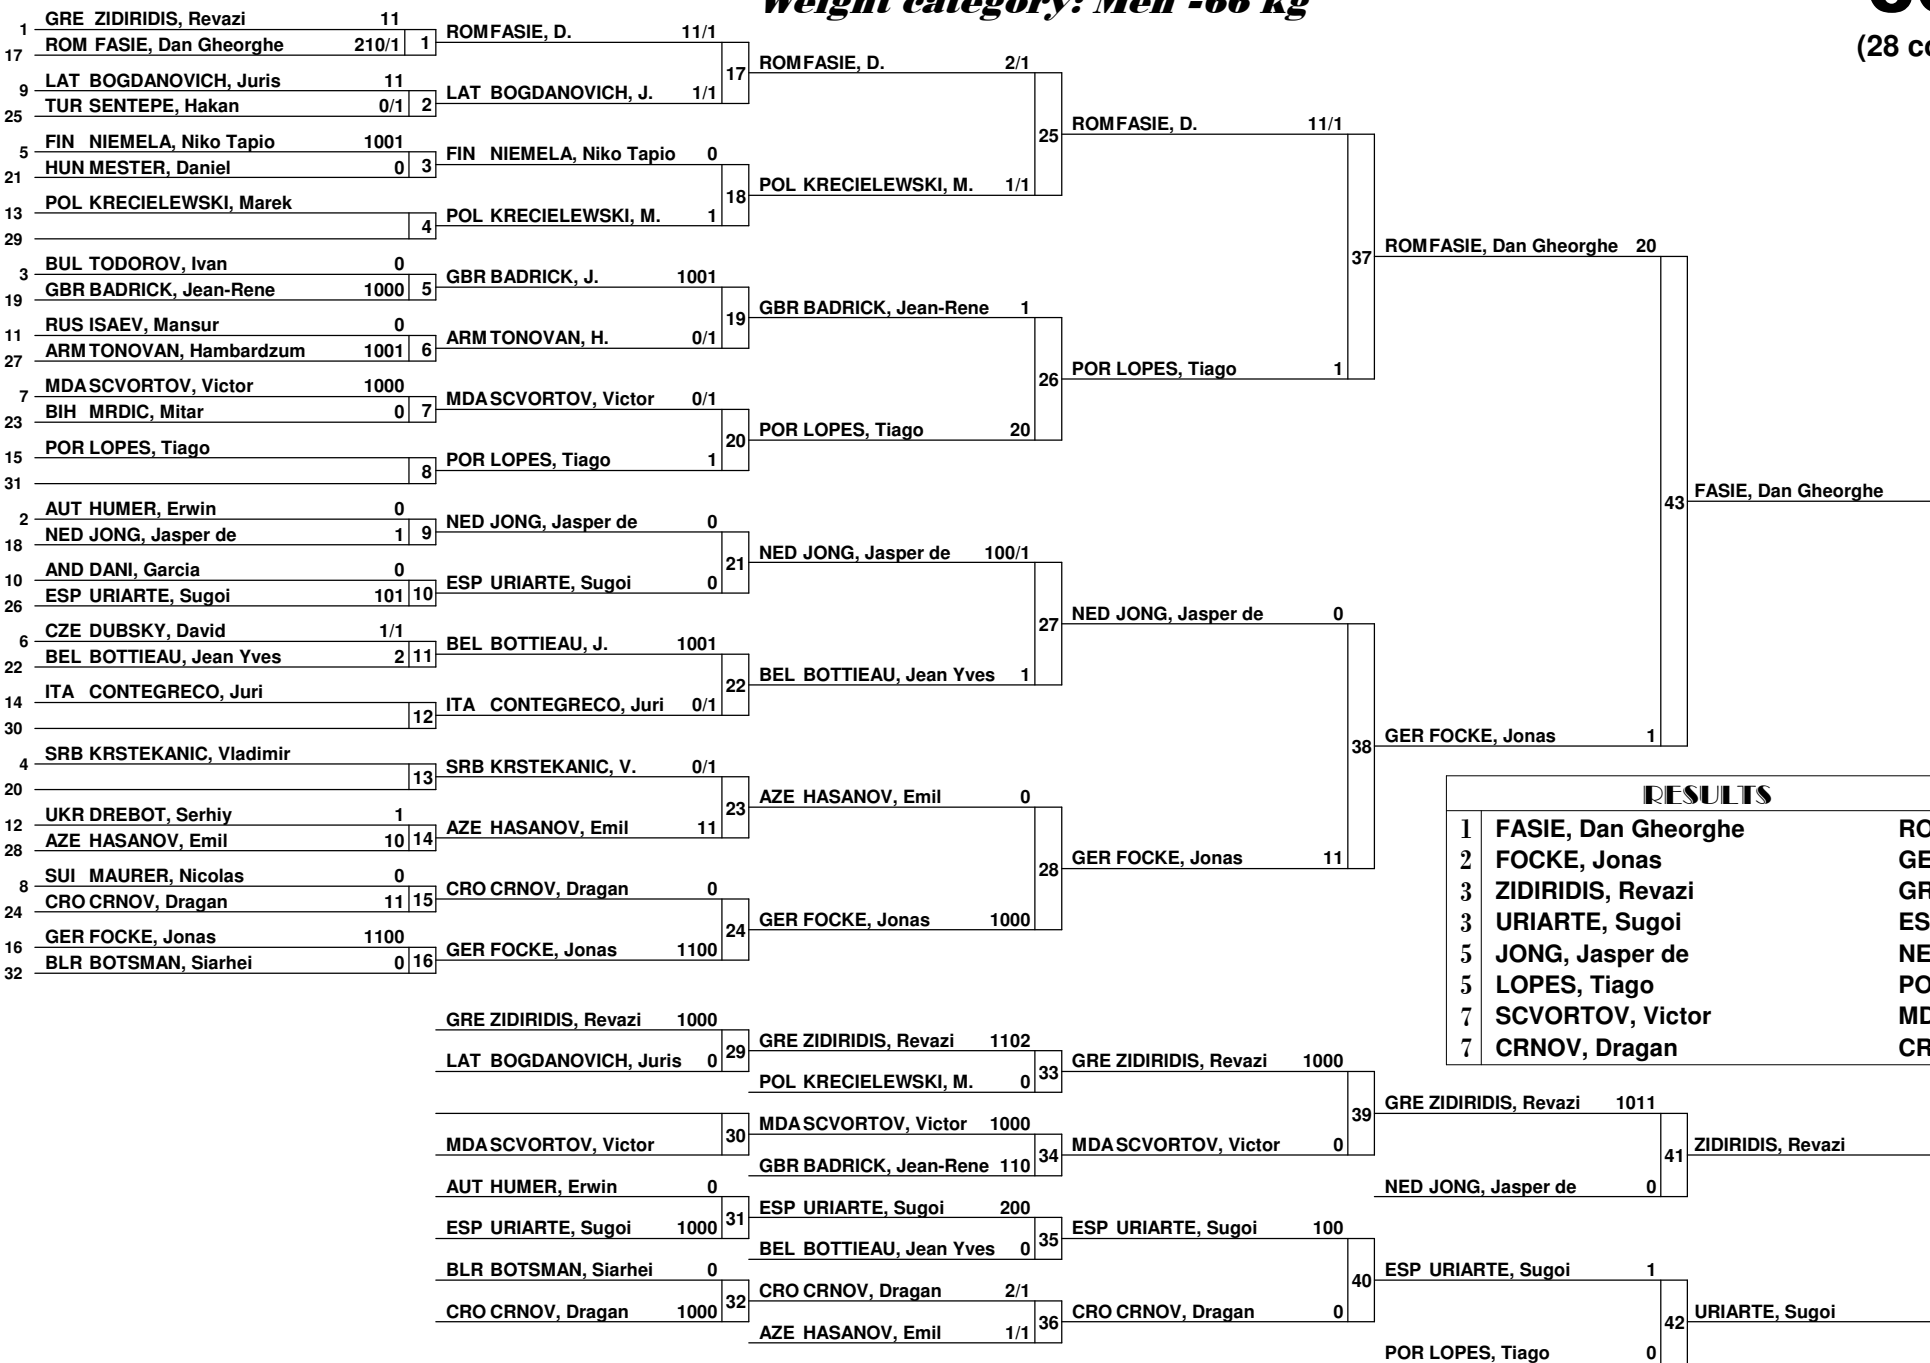 Weight category: Men -66 kg
(28 co
1 GRE ZIDIRIDIS, Revazi 11
17 ROM FASIE, Dan Gheorghe 210/1 1
9 LAT BOGDANOVICH, Juris 11
25 TUR SENTEPE, Hakan 0/1 2
5 FIN NIEMELA, Niko Tapio 1001
21 HUN MESTER, Daniel 0 3
13 POL KRECIELEWSKI, Marek
29 4
3 BUL TODOROV, Ivan 0
19 GBR BADRICK, Jean-Rene 1000 5
11 RUS ISAEV, Mansur 0
27 ARM TONOVAN, Hambardzum 1001 6
7 MDA SCVORTOV, Victor 1000
23 BIH MRDIC, Mitar 0 7
15 POR LOPES, Tiago
31 8
2 AUT HUMER, Erwin 0
18 NED JONG, Jasper de 1 9
10 AND DANI, Garcia 0
26 ESP URIARTE, Sugoi 101 10
6 CZE DUBSKY, David 1/1
22 BEL BOTTIEAU, Jean Yves 2 11
14 ITA CONTEGRECO, Juri
30 12
4 SRB KRSTEKANIC, Vladimir
20 13
12 UKR DREBOT, Serhiy 1
28 AZE HASANOV, Emil 10 14
8 SUI MAURER, Nicolas 0
24 CRO CRNOV, Dragan 11 15
16 GER FOCKE, Jonas 1100
32 BLR BOTSMAN, Siarhei 0 16
ROM FASIE, D. 11/1
17
LAT BOGDANOVICH, J. 1/1
FIN NIEMELA, Niko Tapio 0
18
POL KRECIELEWSKI, M. 1
GBR BADRICK, J. 1001
19
ARM TONOVAN, H. 0/1
MDA SCVORTOV, Victor 0/1
20
POR LOPES, Tiago 1
NED JONG, Jasper de 0
21
ESP URIARTE, Sugoi 0
BEL BOTTIEAU, J. 1001
22
ITA CONTEGRECO, Juri 0/1
SRB KRSTEKANIC, V. 0/1
23
AZE HASANOV, Emil 11
CRO CRNOV, Dragan 0
24
GER FOCKE, Jonas 1100
ROM FASIE, D. 2/1
25
POL KRECIELEWSKI, M. 1/1
GBR BADRICK, Jean-Rene 1
26
POR LOPES, Tiago 20
NED JONG, Jasper de 100/1
27
BEL BOTTIEAU, Jean Yves 1
AZE HASANOV, Emil 0
28
GER FOCKE, Jonas 1000
ROM FASIE, D. 11/1
37
POR LOPES, Tiago 1
NED JONG, Jasper de 0
38
GER FOCKE, Jonas 11
ROM FASIE, Dan Gheorghe 20
43
GER FOCKE, Jonas 1
FASIE, Dan Gheorghe
RESULTS
1 FASIE, Dan Gheorghe RO
2 FOCKE, Jonas GE
3 ZIDIRIDIS, Revazi GR
3 URIARTE, Sugoi ES
5 JONG, Jasper de NE
5 LOPES, Tiago PO
7 SCVORTOV, Victor MD
7 CRNOV, Dragan CR
GRE ZIDIRIDIS, Revazi 1000
29
LAT BOGDANOVICH, Juris 0
30
MDA SCVORTOV, Victor
AUT HUMER, Erwin 0
31
ESP URIARTE, Sugoi 1000
BLR BOTSMAN, Siarhei 0
32
CRO CRNOV, Dragan 1000
GRE ZIDIRIDIS, Revazi 1102
33
POL KRECIELEWSKI, M. 0
MDA SCVORTOV, Victor 1000
34
GBR BADRICK, Jean-Rene 110
ESP URIARTE, Sugoi 200
35
BEL BOTTIEAU, Jean Yves 0
CRO CRNOV, Dragan 2/1
36
AZE HASANOV, Emil 1/1
GRE ZIDIRIDIS, Revazi 1000
39
MDA SCVORTOV, Victor 0
ESP URIARTE, Sugoi 100
40
CRO CRNOV, Dragan 0
GRE ZIDIRIDIS, Revazi 1011
41
NED JONG, Jasper de 0
ZIDIRIDIS, Revazi
ESP URIARTE, Sugoi 1
42
POR LOPES, Tiago 0
URIARTE, Sugoi